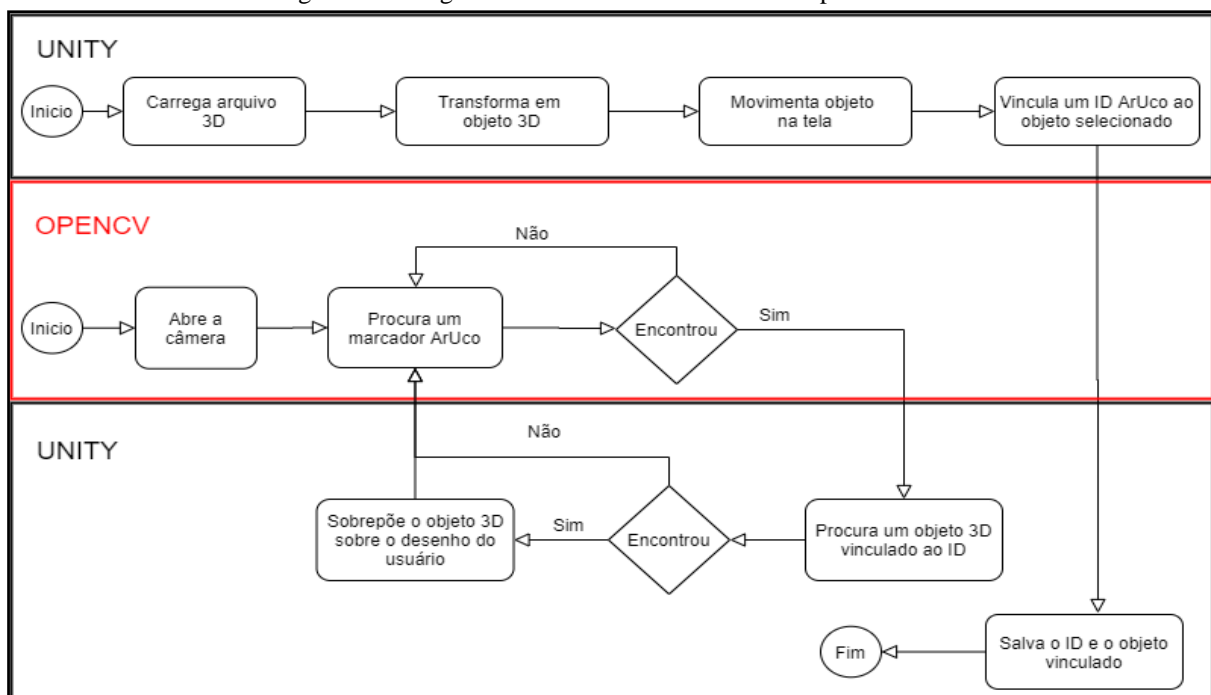 UNITY
Inicio
Carrega arquivo
3D
Transforma em
objeto 3D
Movimenta objeto
na tela
Vincula um ID ArUco ao
objeto selecionado
OPENCV
Não
Inicio
Abre a
câmera
Procura um
marcador ArUco
Encontrou
Sim
UNITY
Não
Sobrepõe o objeto 3D
sobre o desenho do
usuário
Sim
Encontrou
Procura um objeto 3D
vinculado ao ID
Fim
Salva o ID e o objeto
vinculado